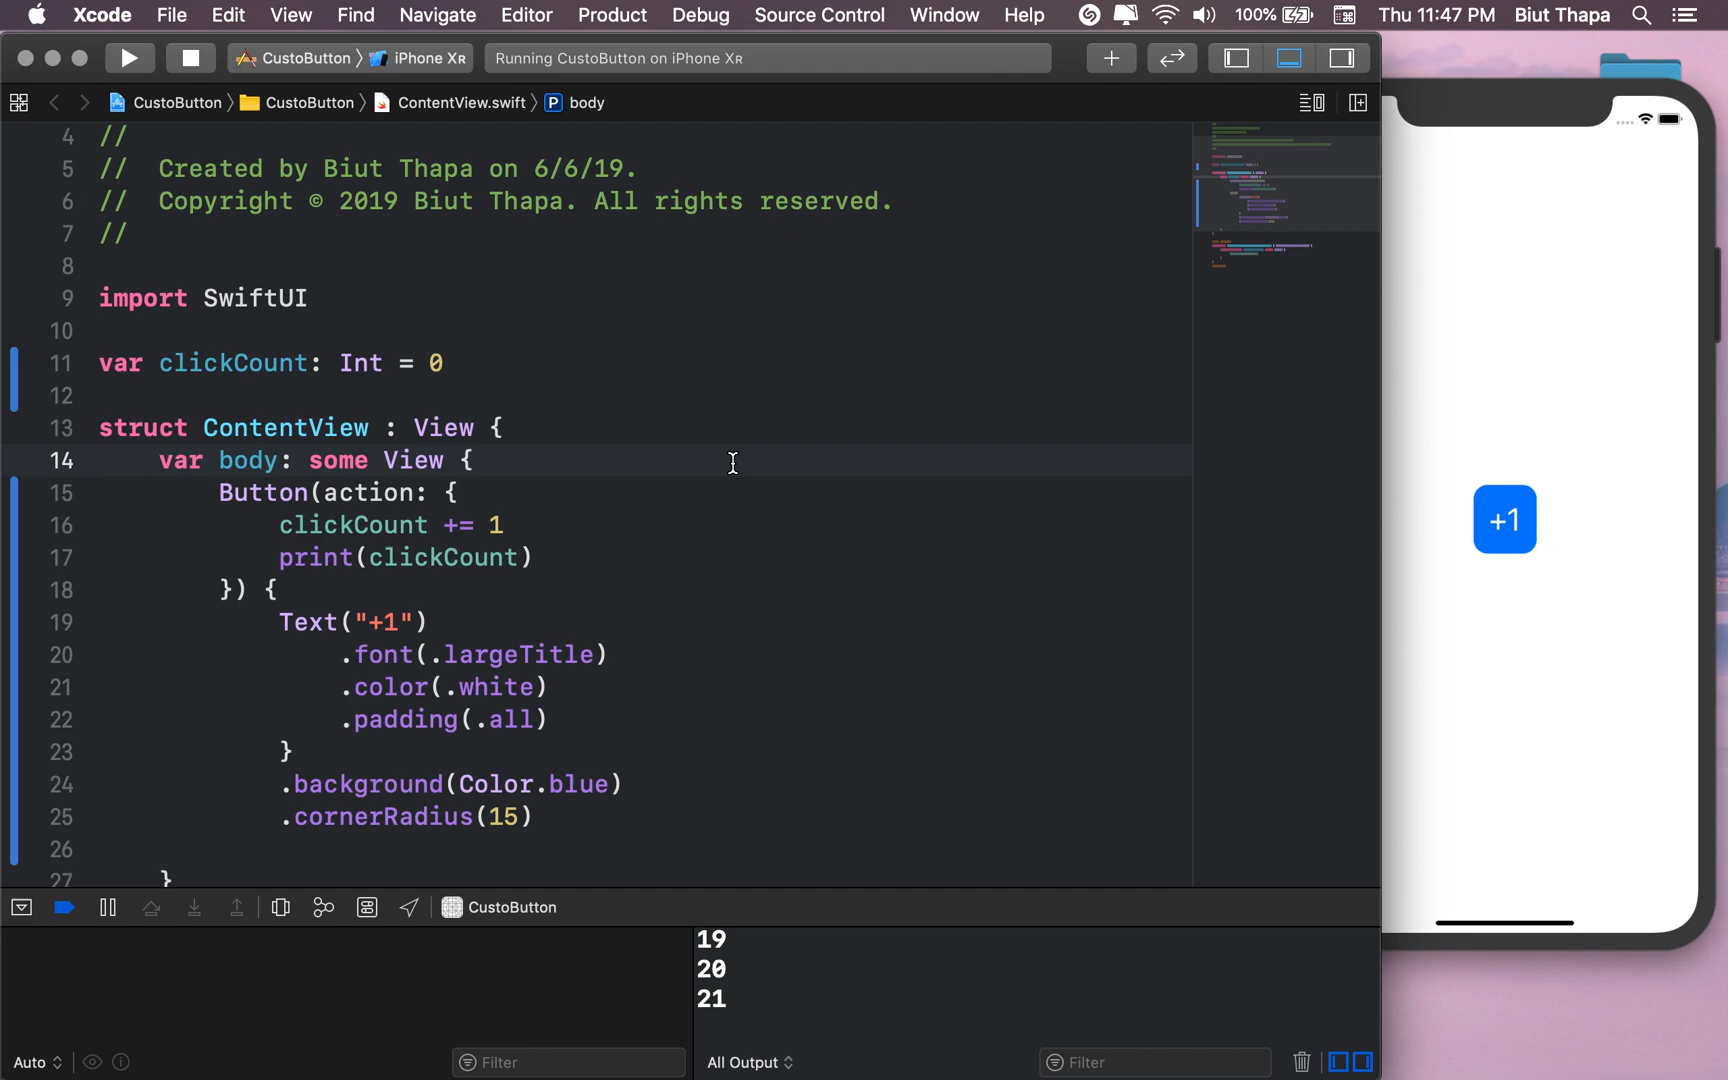 Xcode File Edit View Find Navigate Editor Product Debug Source Control Window Help 100% Thu 11:47 PM Biut Thapa
CustoButton 〉 iPhone XR Running CustoButton on iPhone XR
CustoButton 〉 CustoButton 〉 ContentView.swift 〉 P body
4 //
5 //  Created by Biut Thapa on 6/6/19.
6 //  Copyright © 2019 Biut Thapa. All rights reserved.
7 //
8
9 import SwiftUI
10
11 var clickCount: Int = 0
12
13 struct ContentView : View {
14     var body: some View {
15         Button(action: {
16             clickCount += 1
17             print(clickCount)
18         }) {
19             Text("+1")
20                 .font(.largeTitle)
21                 .color(.white)
22                 .padding(.all)
23             }
24             .background(Color.blue)
25             .cornerRadius(15)
26
27     }
+1
CustoButton
19
20
21
Auto Filter All Output Filter